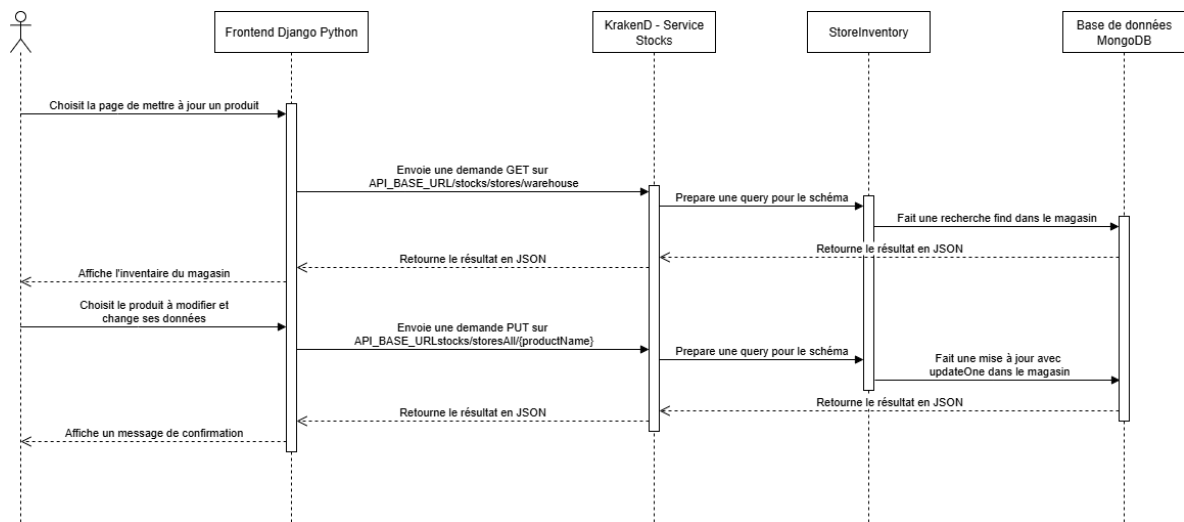 Frontend Django Python
KrakenD - Service
Stocks
StoreInventory
Base de données
MongoDB
Choisit la page de mettre à jour un produit
Envoie une demande GET sur
API_BASE_URL/stocks/stores/warehouse
Prepare une query pour le schéma
Fait une recherche find dans le magasin
Retourne le résultat en JSON
Retourne le résultat en JSON
Affiche l'inventaire du magasin
Choisit le produit à modifier et
change ses données
Envoie une demande PUT sur
API_BASE_URLstocks/storesAll/{productName}
Prepare une query pour le schéma
Fait une mise à jour avec
updateOne dans le magasin
Retourne le résultat en JSON
Retourne le résultat en JSON
Affiche un message de confirmation